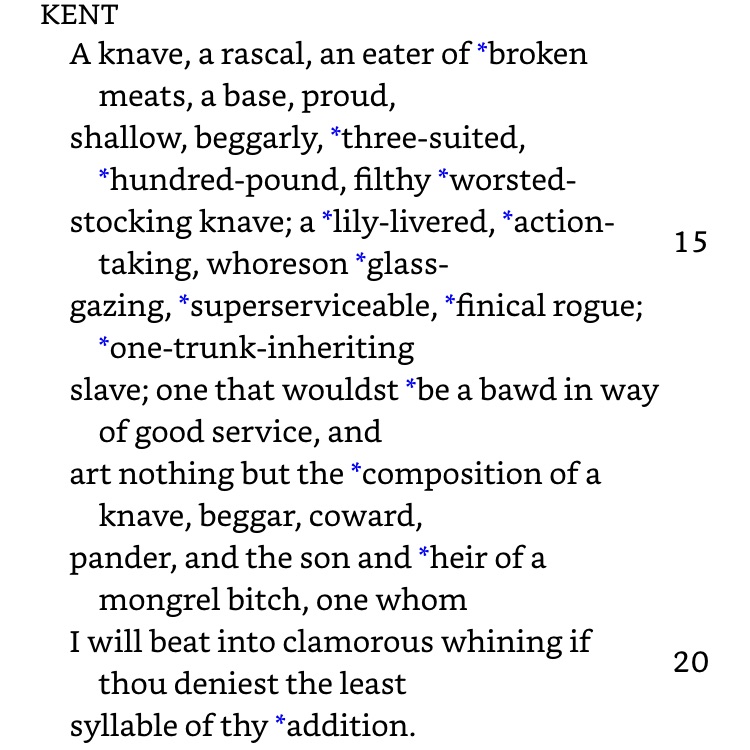 KENT
A knave, a rascal, an eater of *broken
meats, a base, proud,
shallow, beggarly, *three-suited,
*hundred-pound, filthy *worsted-
stocking knave; a *lily-livered, *action-
15
taking, whoreson *glass-
gazing, *superserviceable, *finical rogue;
*one-trunk-inheriting
slave; one that wouldst *be a bawd in way
of good service, and
art nothing but the *composition of a
knave, beggar, coward,
pander, and the son and *heir of a
mongrel bitch, one whom
I will beat into clamorous whining if
20
thou deniest the least
syllable of thy *addition.